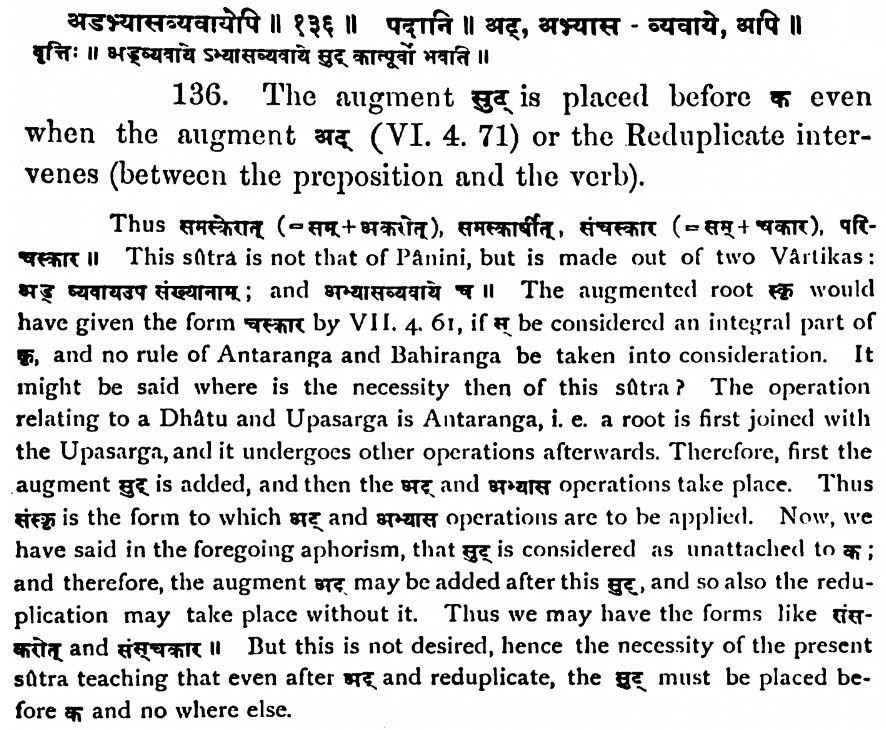 अडभ्यासव्यवायेपि ॥ १३६ ॥ पदानि ॥ अट्, अभ्यास - व्यवाये, अपि ॥
वृत्तिः ॥ अड्व्यवाये ऽभ्यासव्यवाये सुट् कात्पूर्वो भवति ॥
136. The augment सुट् is placed before क even
when the augment अट् (VI. 4. 71) or the Reduplicate inter-
venes (between the preposition and the verb).
Thus समस्करोत् (=सम्+अकरोत्), समस्कार्षीत्, संचस्कार (=सम्+चकार), परि-
चस्कार ॥ This sûtra is not that of Pânini, but is made out of two Vârtikas:
अड् व्यवायउप संख्यानाम्; and अभ्यासव्यवाये च ॥ The augmented root स्कृ would
have given the form चस्कार by VII. 4. 61, if स् be considered an integral part of
कृ, and no rule of Antaranga and Bahiranga be taken into consideration. It
might be said where is the necessity then of this sûtra? The operation
relating to a Dhâtu and Upasarga is Antaranga, i. e. a root is first joined with
the Upasarga, and it undergoes other operations afterwards. Therefore, first the
augment सुट् is added, and then the अट् and अभ्यास operations take place. Thus
संस्कृ is the form to which अट् and अभ्यास operations are to be applied. Now, we
have said in the foregoing aphorism, that सुट् is considered as unattached to क;
and therefore, the augment अट् may be added after this सुट्, and so also the redu-
plication may take place without it. Thus we may have the forms like संस-
करोत् and संस्चकार ॥ But this is not desired, hence the necessity of the present
sûtra teaching that even after अट् and reduplicate, the सुट् must be placed be-
fore क and no where else.